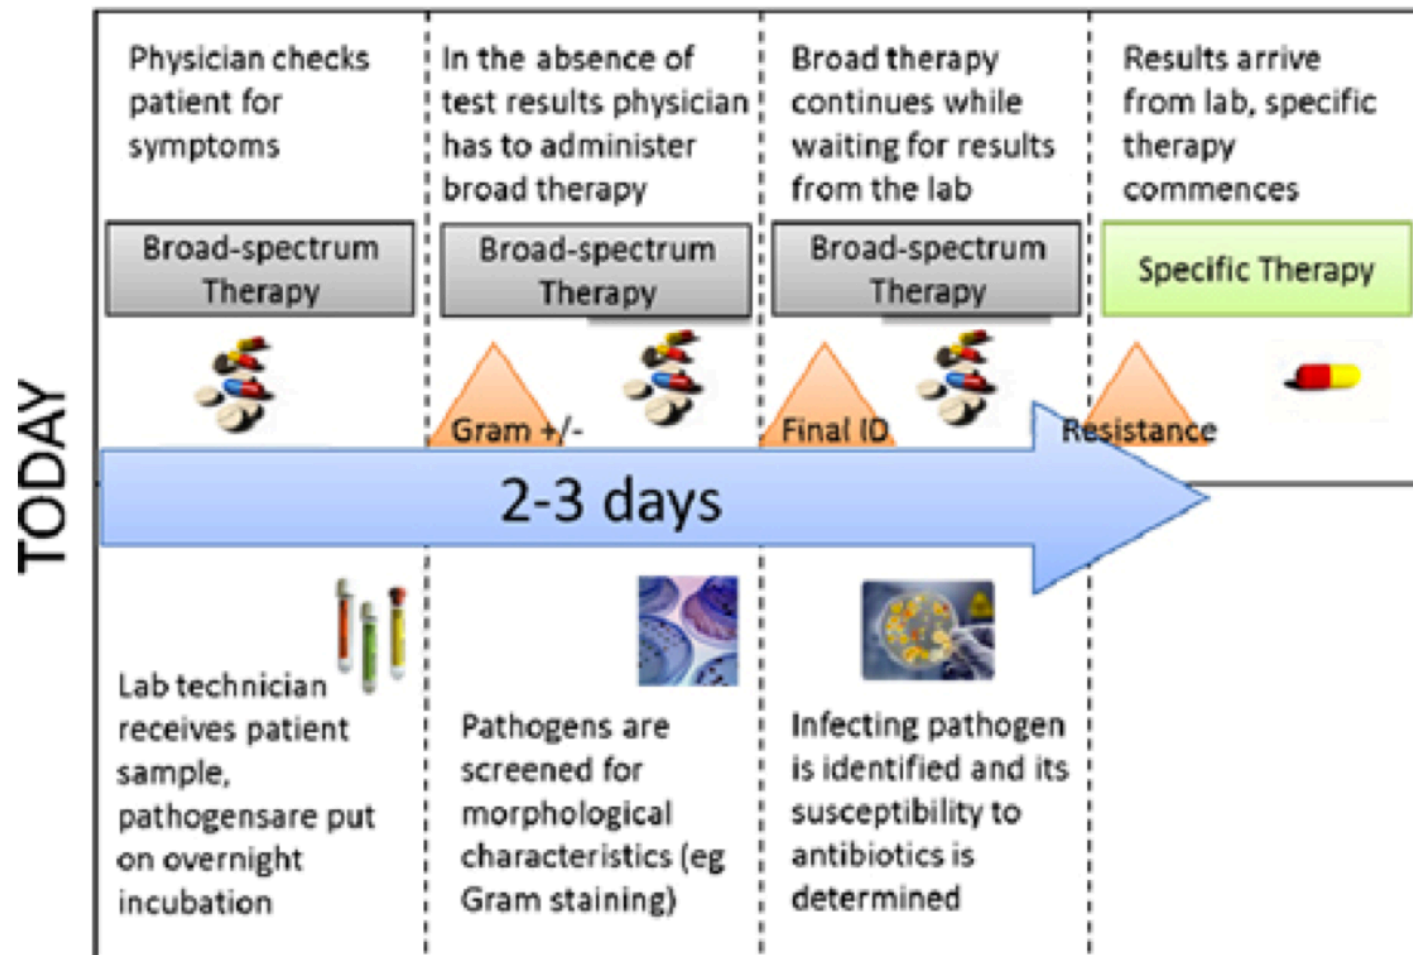 TODAY
Physician checks
patient for
symptoms
In the absence of
test results physician
has to administer
broad therapy
Broad therapy
continues while
waiting for results
from the lab
Results arrive
from lab, specific
therapy
commences
Broad-spectrum
Therapy
Broad-spectrum
Therapy
Broad-spectrum
Therapy
Specific Therapy
Gram +/-
Final ID
Resistance
2-3 days
Lab technician
receives patient
sample,
pathogensare put
on overnight
incubation
Pathogens are
screened for
morphological
characteristics (eg
Gram staining)
Infecting pathogen
is identified and its
susceptibility to
antibiotics is
determined